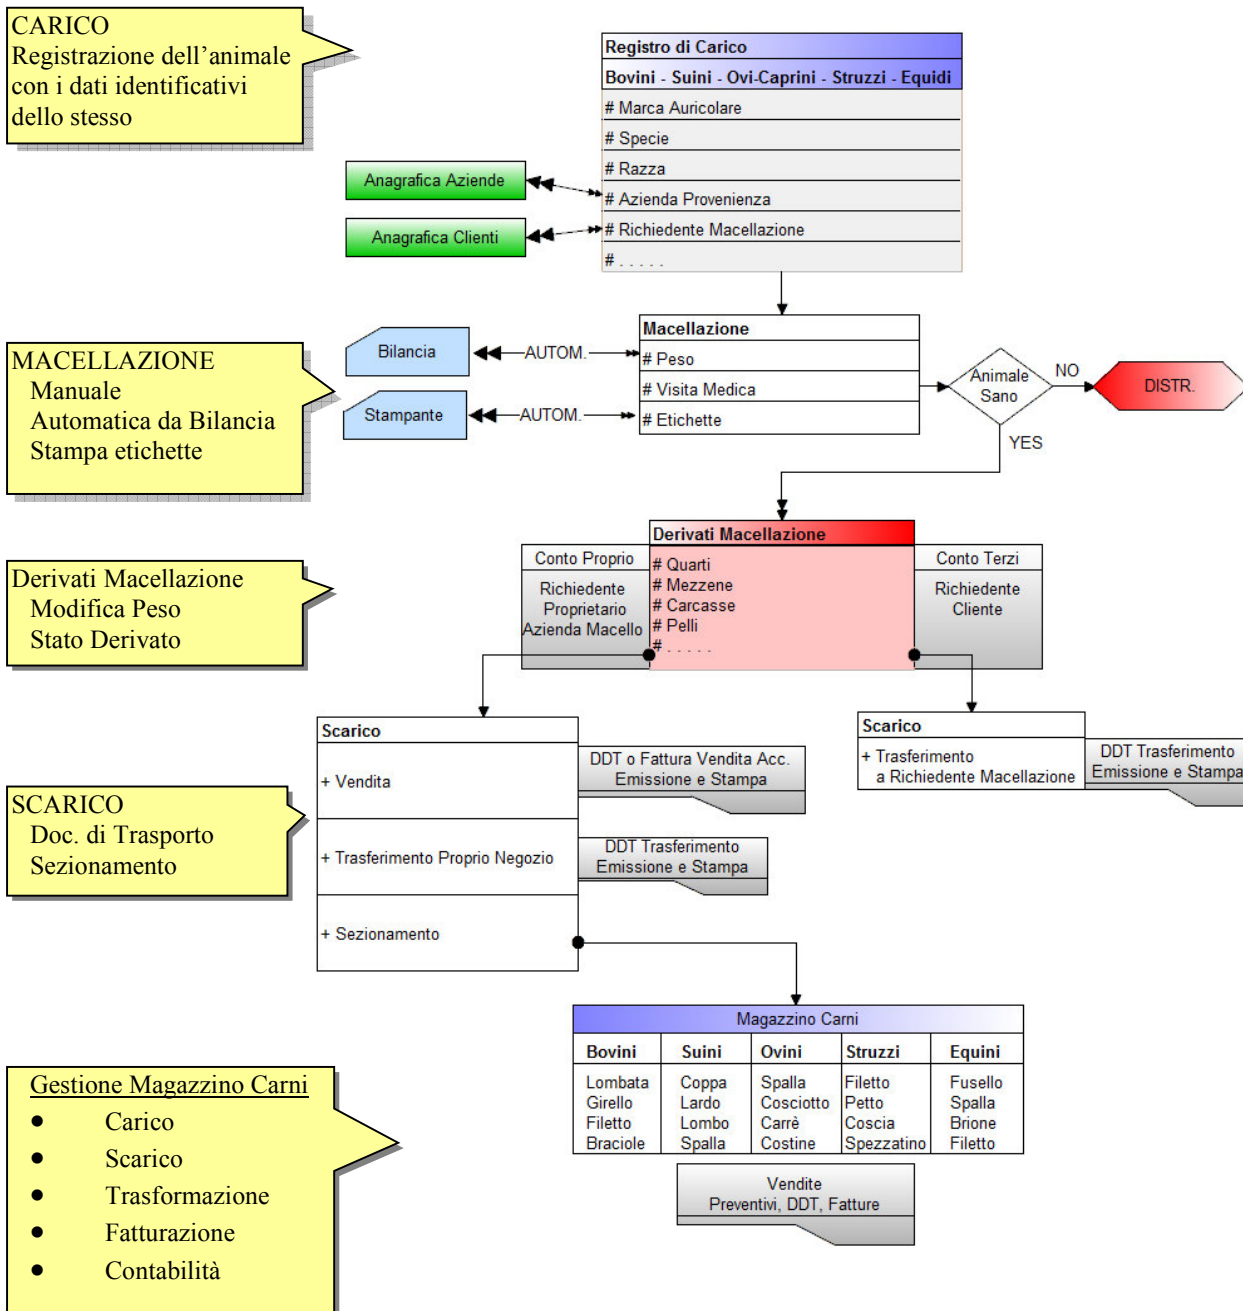 CARICO
Registrazione dell’animale
con i dati identificativi
dello stesso
Registro di Carico
Bovini - Suini - Ovi-Caprini - Struzzi - Equidi
# Marca Auricolare
# Specie
# Razza
# Azienda Provenienza
# Richiedente Macellazione
# . . . . .
Anagrafica Aziende
Anagrafica Clienti
MACELLAZIONE
Manuale
Automatica da Bilancia
Stampa etichette
Bilancia
AUTOM.
Stampante
AUTOM.
Macellazione
# Peso
# Visita Medica
# Etichette
Animale
Sano
NO
DISTR.
YES
Derivati Macellazione
Modifica Peso
Stato Derivato
Conto Proprio
Richiedente
Proprietario
Azienda Macello
Derivati Macellazione
# Quarti
# Mezzene
# Carcasse
# Pelli
# . . . . .
Conto Terzi
Richiedente
Cliente
SCARICO
Doc. di Trasporto
Sezionamento
Scarico
+ Vendita
+ Trasferimento Proprio Negozio
+ Sezionamento
DDT o Fattura Vendita Acc.
Emissione e Stampa
DDT Trasferimento
Emissione e Stampa
Scarico
+ Trasferimento
a Richiedente Macellazione
DDT Trasferimento
Emissione e Stampa
Gestione Magazzino Carni
● Carico
● Scarico
● Trasformazione
● Fatturazione
● Contabilità
Magazzino Carni
Bovini Suini Ovini Struzzi Equini
Lombata Coppa Spalla Filetto Fusello
Girello Lardo Cosciotto Petto Spalla
Filetto Lombo Carrè Coscia Brione
Braciole Spalla Costine Spezzatino Filetto
Vendite
Preventivi, DDT, Fatture